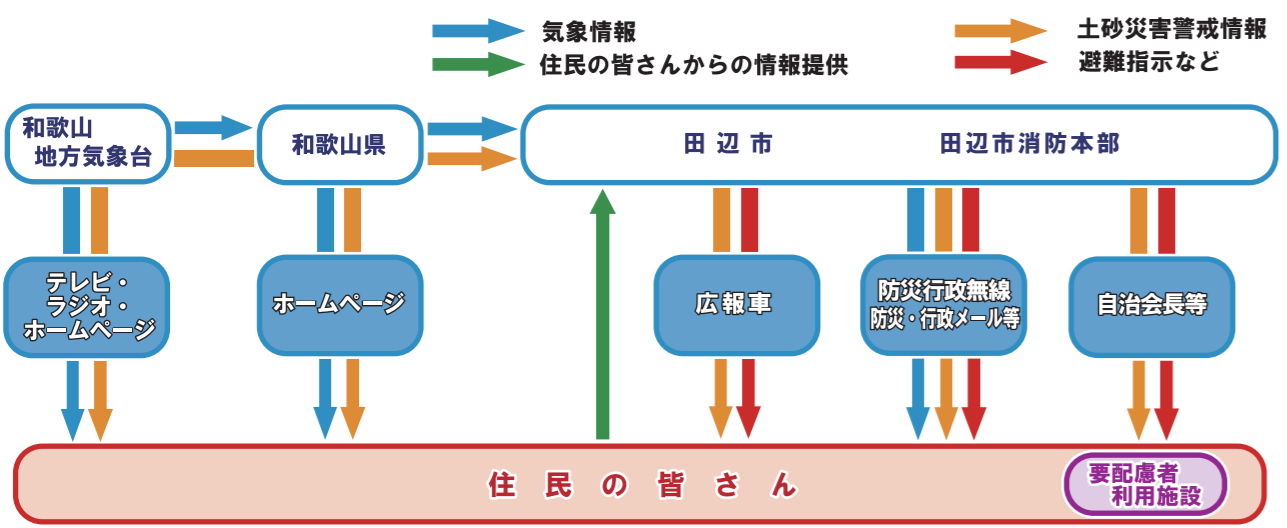 気象情報
土砂災害警戒情報
住民の皆さんからの情報提供
避難指示など
和歌山
地方気象台
和歌山県
田辺市
田辺市消防本部
テレビ・
ラジオ・
ホームページ
ホームページ
広報車
防災行政無線
防災・行政メール等
自治会長等
住民の皆さん
要配慮者
利用施設